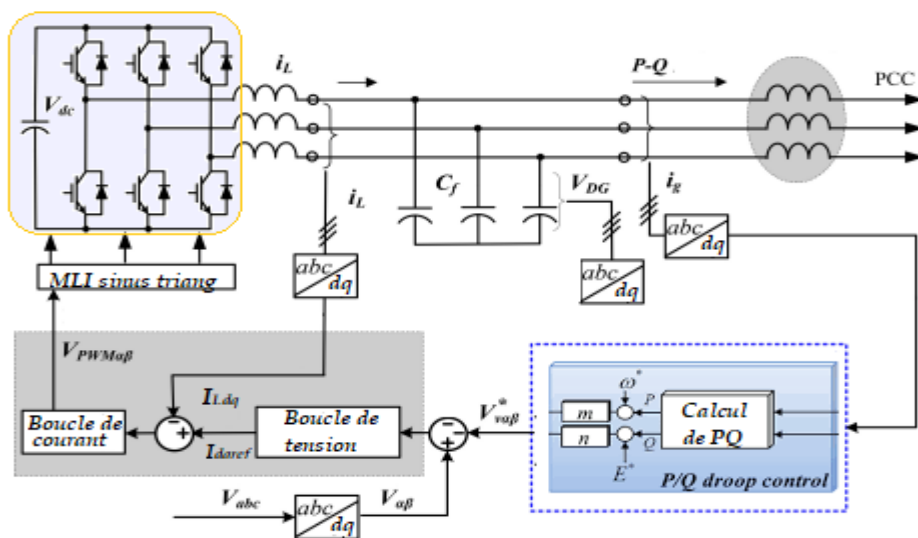 i_L
P-Q
PCC
V_dc
i_L
C_f
V_DG
i_g
abc
dq
abc
dq
abc
dq
MLI sinus triang
V_PWMαβ
I_Ldq
Boucle de
courant
I_dqref
Boucle de
tension
V*_vαβ
ω*
m
P
n
Q
E*
Calcul
de PQ
P/Q droop control
V_abc
abc
dq
V_αβ